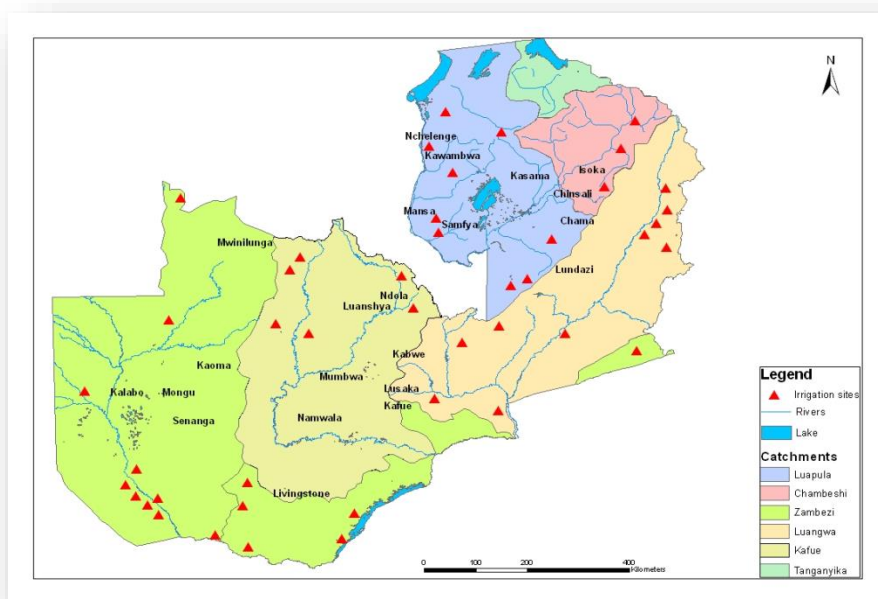 N
Nchelenge
Kawambwa
Kasama
Isoka
Chinsali
Mansa
Samfya
Chama
Mwinilunga
Lundazi
Ndola
Luanshya
Kaoma
Kabwe
Mumbwa
Kalabo
Mongu
Lusaka
Senanga
Namwala
Kafue
Livingstone
Legend
Irrigation sites
Rivers
Lake
Catchments
Luapula
Chambeshi
Zambezi
Luangwa
Kafue
Tanganyika
0 100 200 400
Kilometers